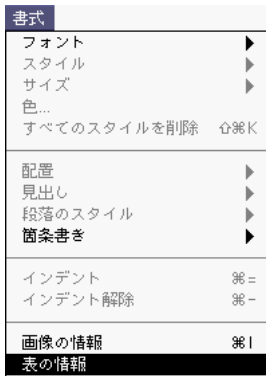 書式
フォント
スタイル
サイズ
色...
すべてのスタイルを削除 ⇧⌘K
配置
見出し
段落のスタイル
箇条書き
インデント ⌘=
インデント解除 ⌘-
画像の情報 ⌘I
表の情報